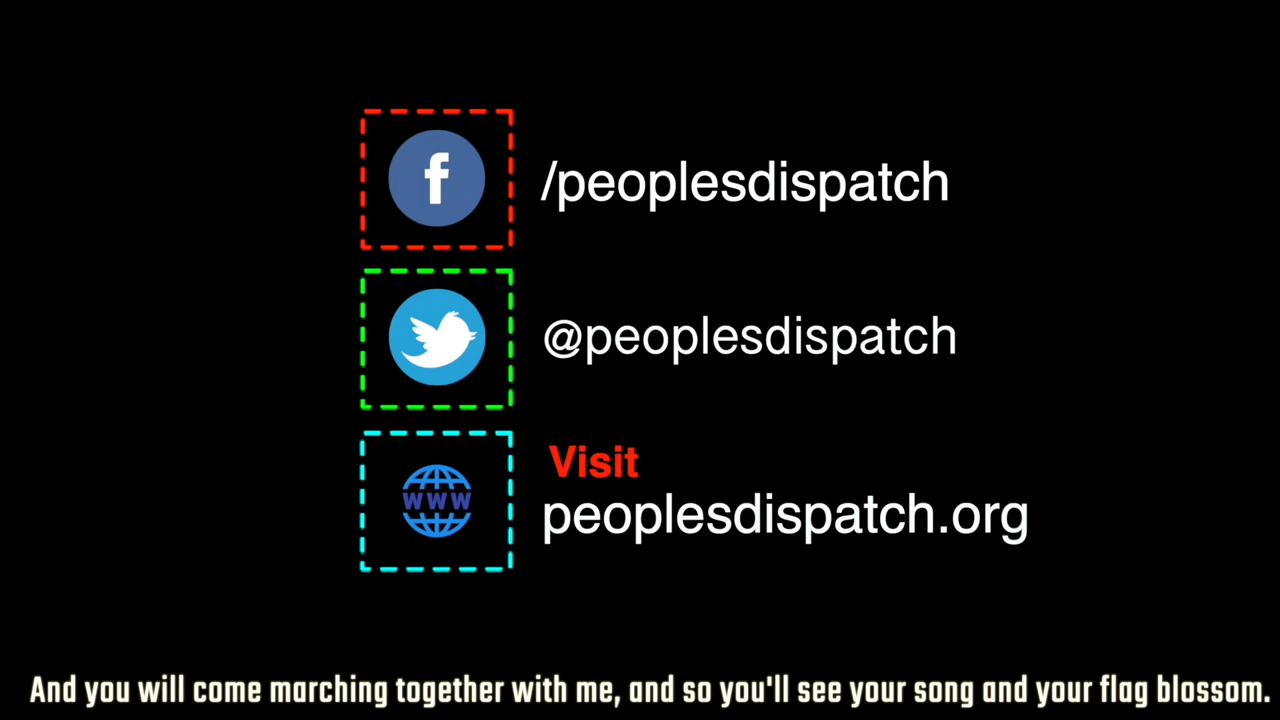 f
/peoplesdispatch
@peoplesdispatch
Visit
WWW
peoplesdispatch.org
And you will come marching together with me, and so you'll see your song and your flag blossom.